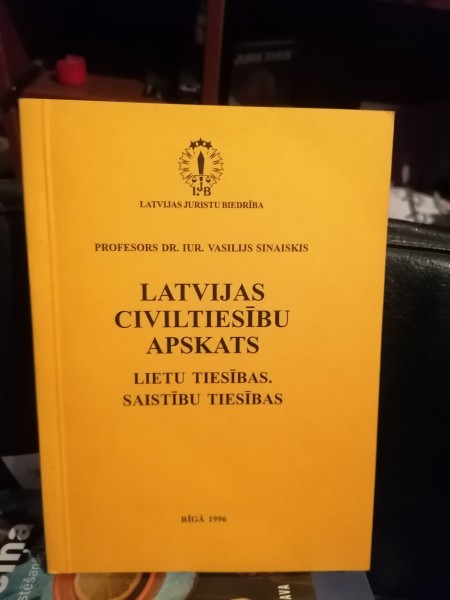 LJB
LATVIJAS JURISTU BIEDRĪBA
PROFESORS DR. IUR. VASILIJS SINAISKIS
LATVIJAS
CIVILTIESĪBU
APSKATS
LIETU TIESĪBAS.
SAISTĪBU TIESĪBAS
RĪGĀ 1996